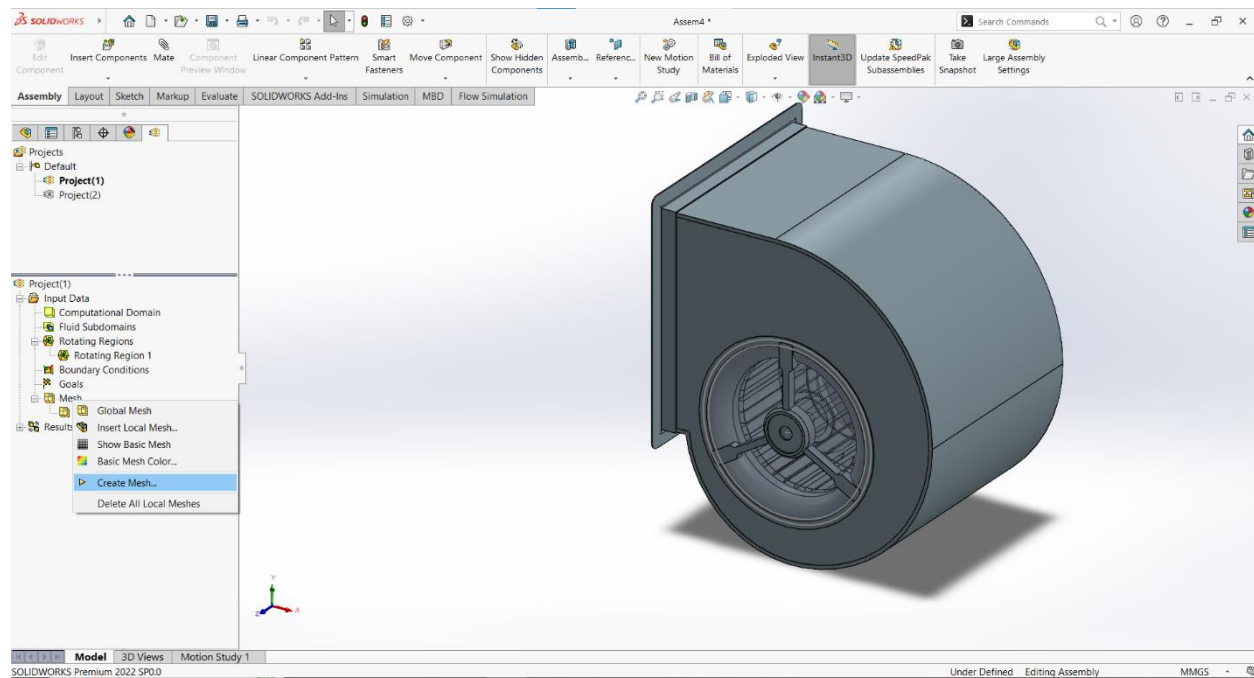 SOLIDWORKS
Assem4 *
Search Commands
Edit Component
Insert Components
Mate
Component Preview Window
Linear Component Pattern
Smart Fasteners
Move Component
Show Hidden Components
Assemb...
Referenc...
New Motion Study
Bill of Materials
Exploded View
Instant3D
Update SpeedPak Subassemblies
Take Snapshot
Large Assembly Settings
Assembly
Layout
Sketch
Markup
Evaluate
SOLIDWORKS Add-Ins
Simulation
MBD
Flow Simulation
Projects
Default
Project(1)
Project(2)
Project(1)
Input Data
Computational Domain
Fluid Subdomains
Rotating Regions
Rotating Region 1
Boundary Conditions
Goals
Mesh
Results
Global Mesh
Insert Local Mesh...
Show Basic Mesh
Basic Mesh Color...
Create Mesh...
Delete All Local Meshes
Y
X
Z
Model
3D Views
Motion Study 1
SOLIDWORKS Premium 2022 SP0.0
Under Defined
Editing Assembly
MMGS